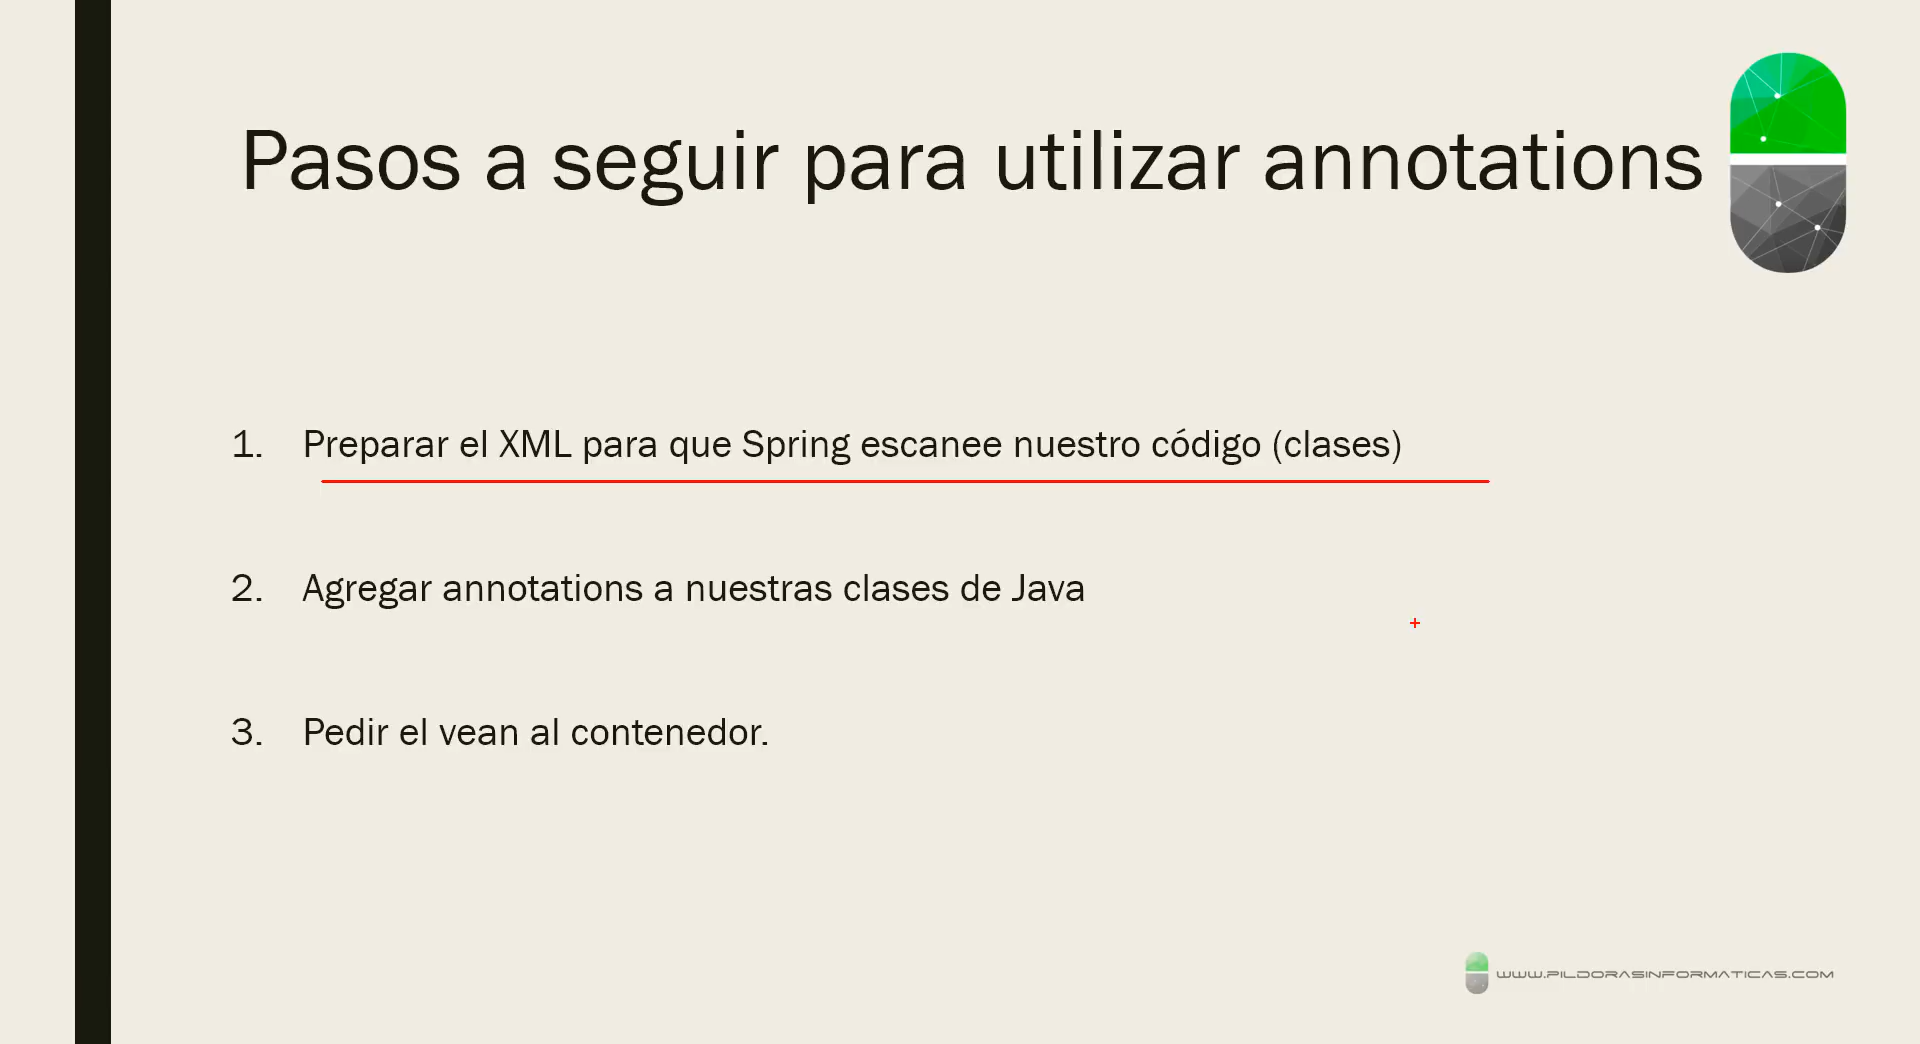 Pasos a seguir para utilizar annotations
1. Preparar el XML para que Spring escanee nuestro código (clases)
2. Agregar annotations a nuestras clases de Java
3. Pedir el vean al contenedor.
WWW.PILDORASINFORMATICAS.COM